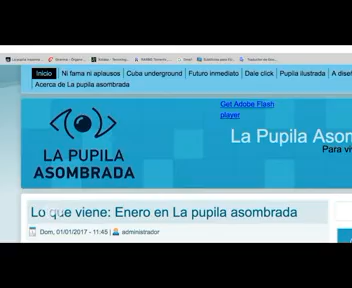 Inicio Ni fama ni aplausos Cuba underground Futuro inmediato Dale click Pupila ilustrada A diseñ
Acerca de La pupila asombrada
Get Adobe Flash
player
LA PUPILA
ASOMBRADA
La Pupila Asom
Para viv
Lo que viene: Enero en La pupila asombrada
Dom, 01/01/2017 - 11:45 | administrador